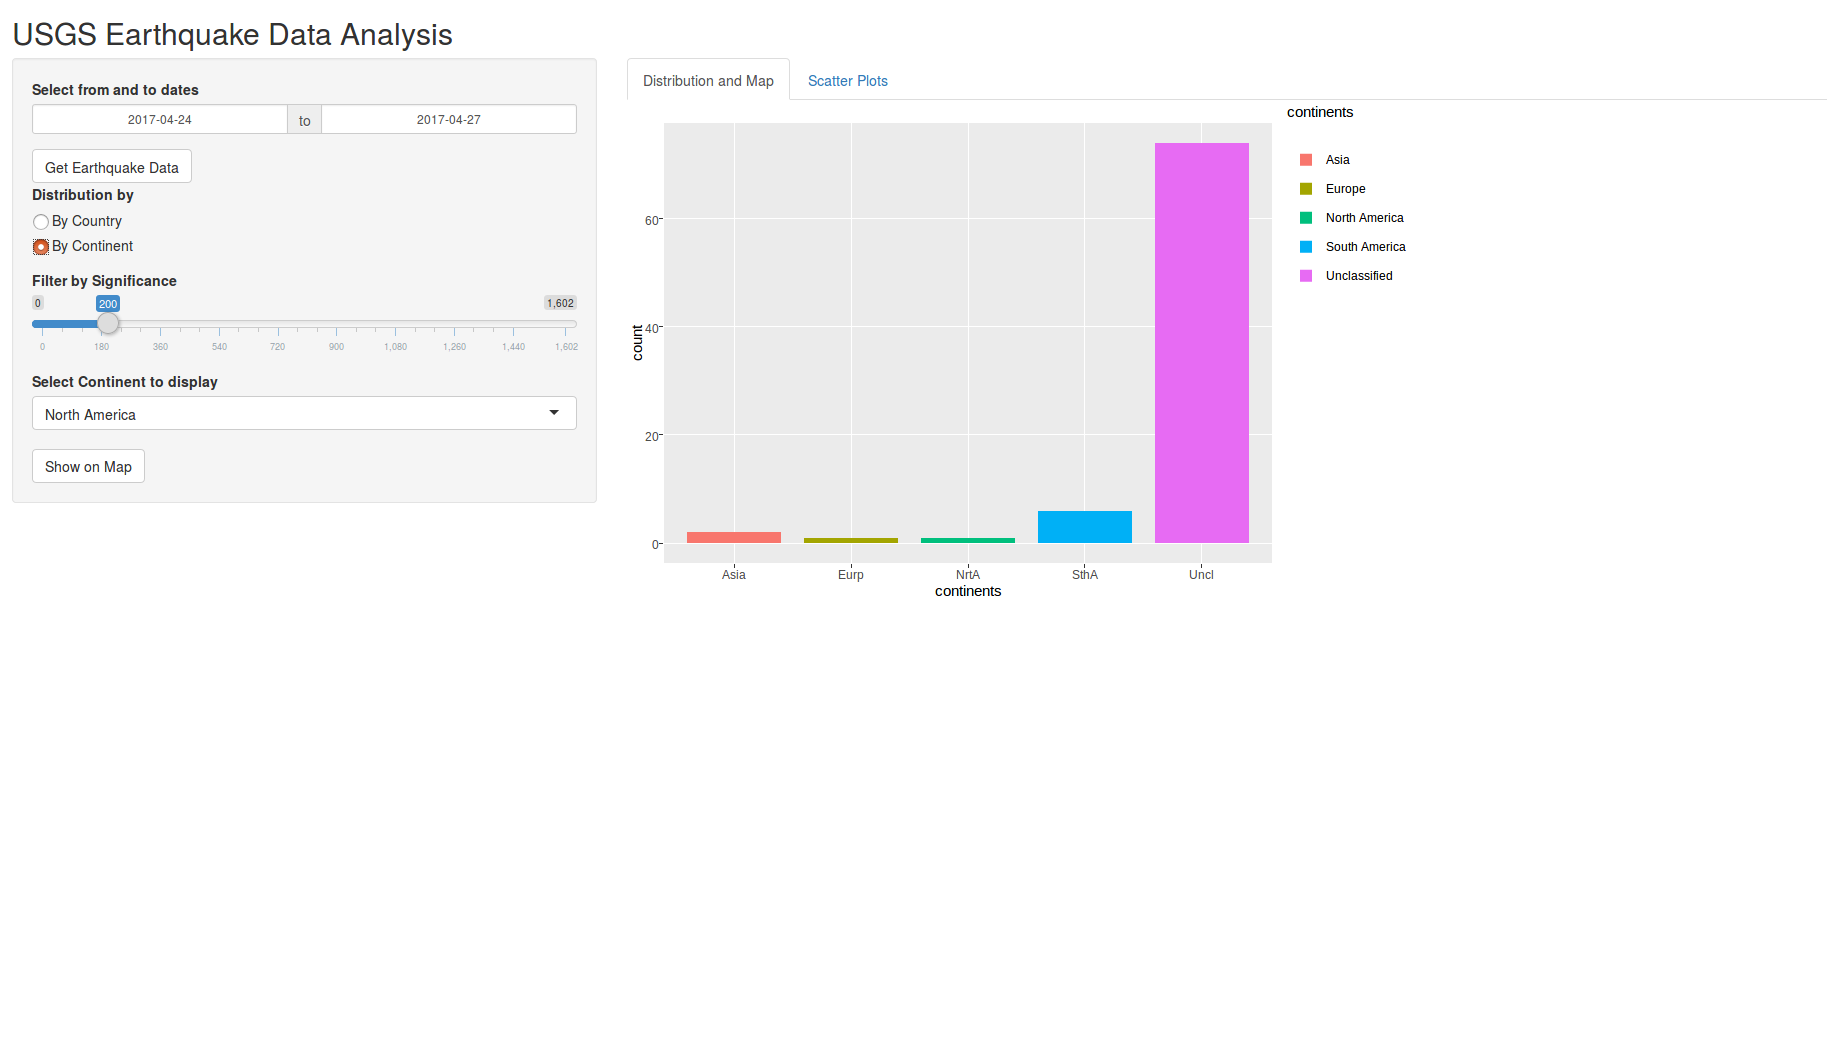 USGS Earthquake Data Analysis
Select from and to dates
2017-04-24 to 2017-04-27
Get Earthquake Data
Distribution by
By Country
By Continent
Filter by Significance
0 200 1,602
0 180 360 540 720 900 1,080 1,260 1,440 1,602
Select Continent to display
North America
Show on Map
Distribution and Map Scatter Plots
continents
Asia
Europe
North America
South America
Unclassified
60
40
20
0
count
Asia Eurp NrtA SthA Uncl
continents